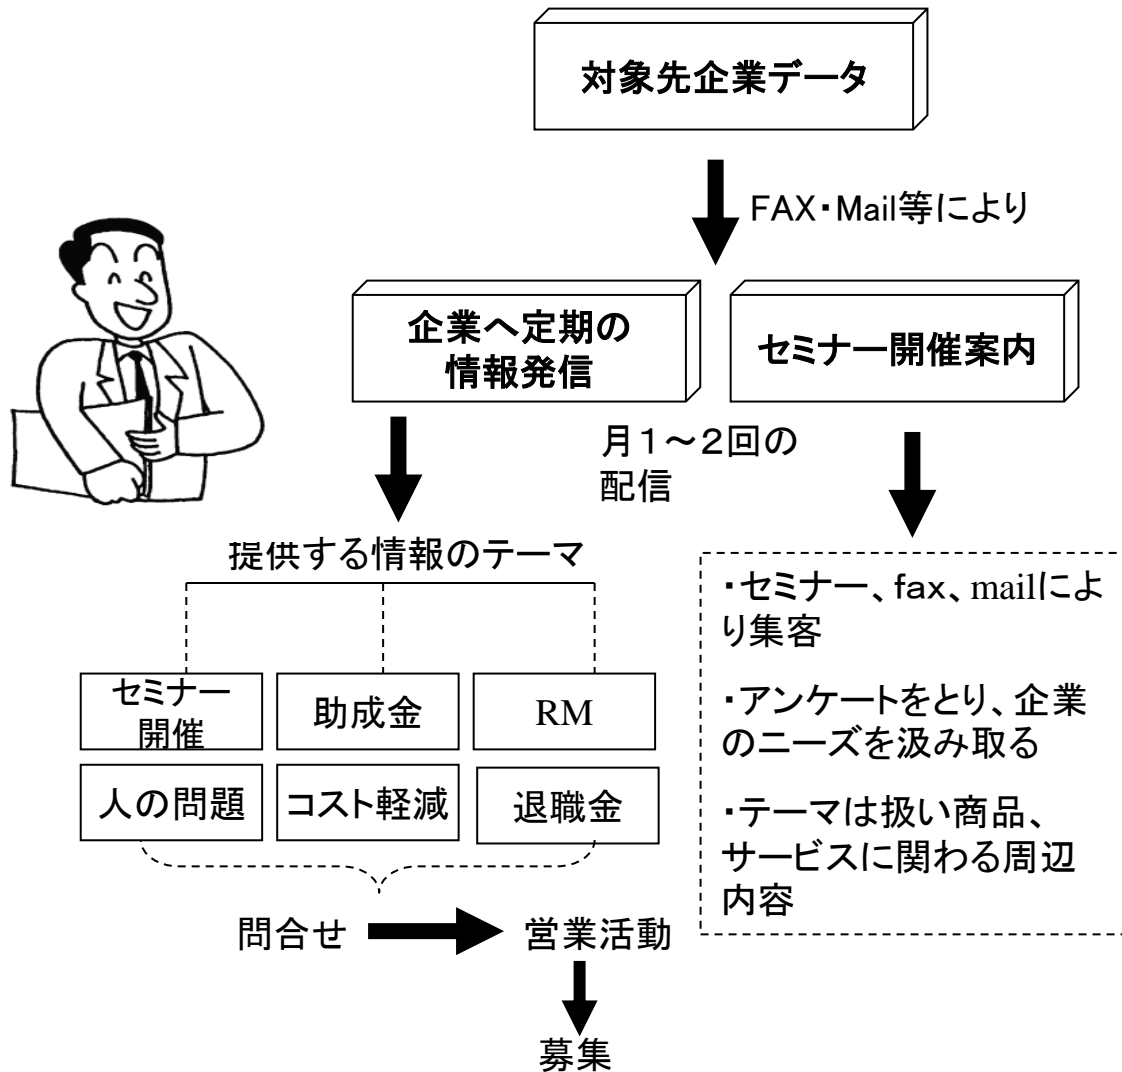 対象先企業データ
FAX・Mail等により
企業へ定期の
情報発信
セミナー開催案内
月１～２回の
配信
提供する情報のテーマ
セミナー
開催
助成金
RM
人の問題
コスト軽減
退職金
問合せ
営業活動
募集
・セミナー、fax、mailによ
り集客
・アンケートをとり、企業
のニーズを汲み取る
・テーマは扱い商品、
サービスに関わる周辺
内容